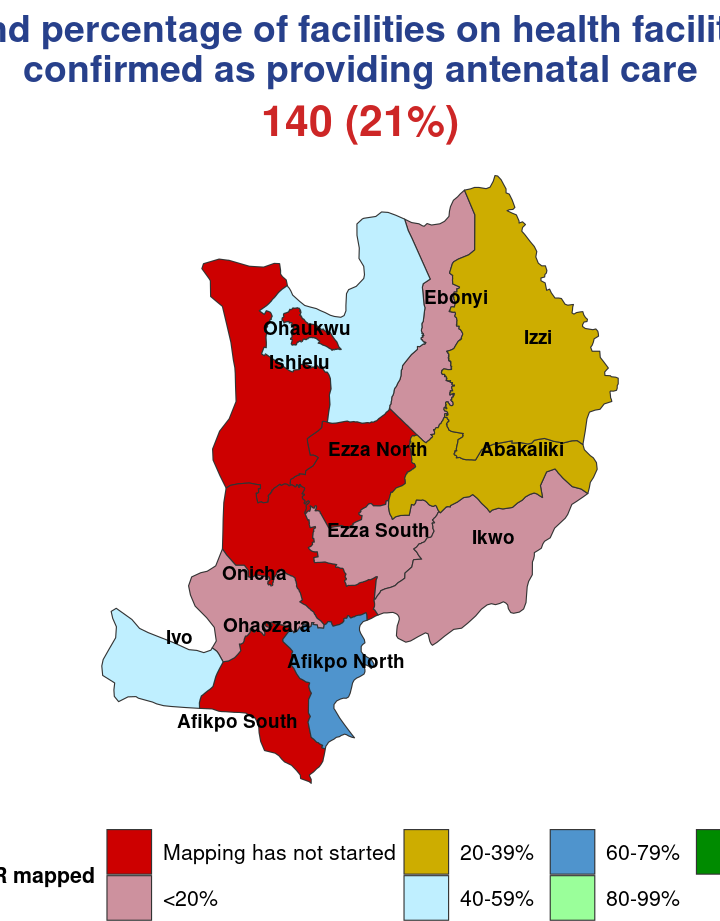 percentage of facilities on health
confirmed as providing antenatal care
140 (21%)
Ebonyi
Ohaukwu
Izzi
Ishielu
Ezza North
Abakaliki
Ezza South
Ikwo
Onicha
Ohaozara
Ivo
Afikpo North
Afikpo South
Mapping has not started
20-39%
60-79%
mapped
<20%
40-59%
80-99%